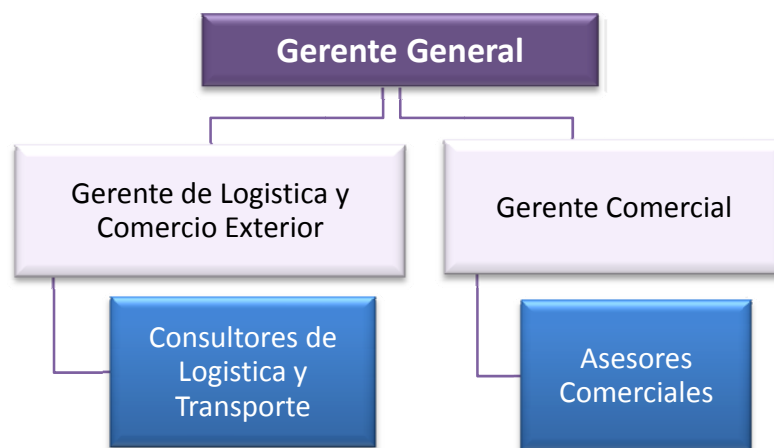 Gerente General
Gerente de Logistica y
Comercio Exterior
Gerente Comercial
Consultores de
Logistica y
Transporte
Asesores
Comerciales